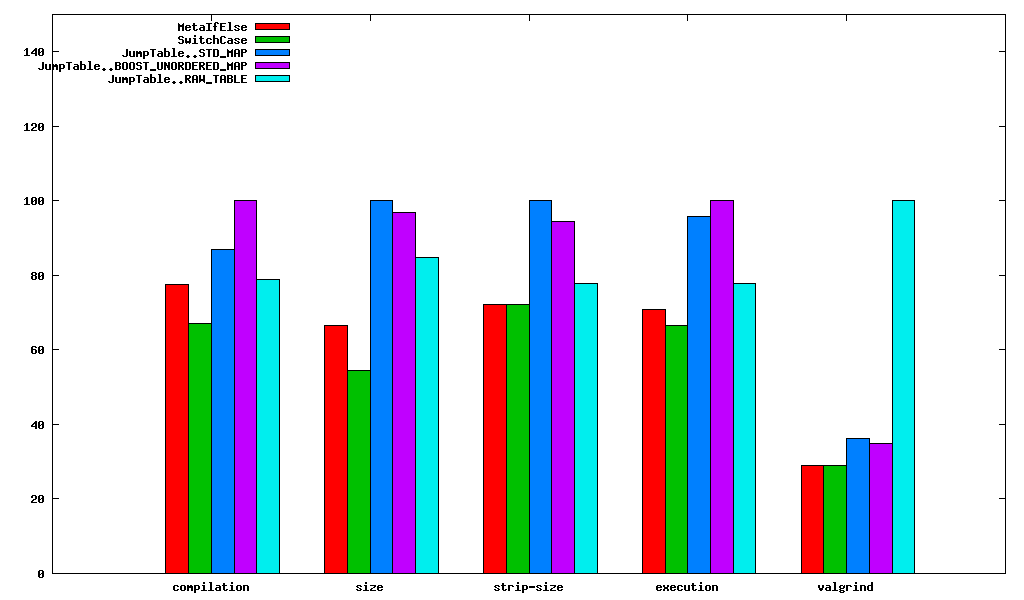 MetaIfElse
SwitchCase
JumpTable..STD_MAP
JumpTable..BOOST_UNORDERED_MAP
JumpTable..RAW_TABLE
140
120
100
80
60
40
20
0
compilation size strip-size execution valgrind